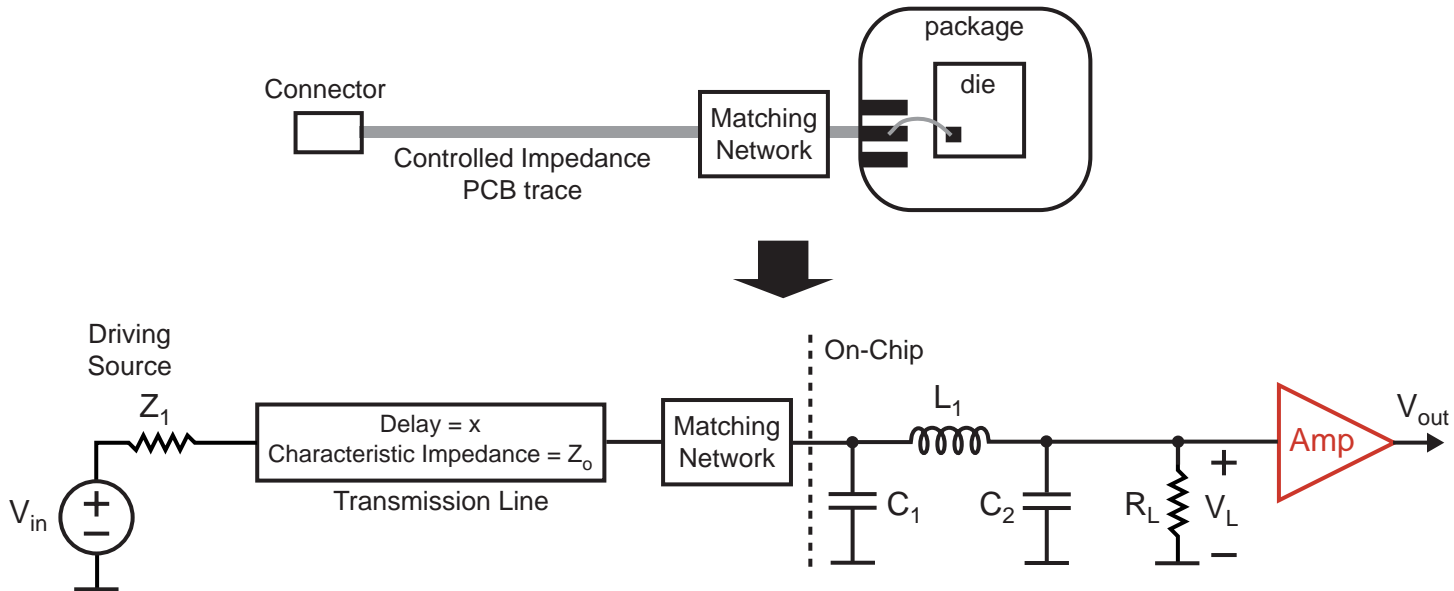 package
die
Connector
Matching
Network
Controlled Impedance
PCB trace
Driving
Source
On-Chip
Z1
L1
Vout
Delay = x
Characteristic Impedance = Zo
Matching
Network
Amp
Transmission Line
Vin
+
−
C1
C2
RL
+
VL
−